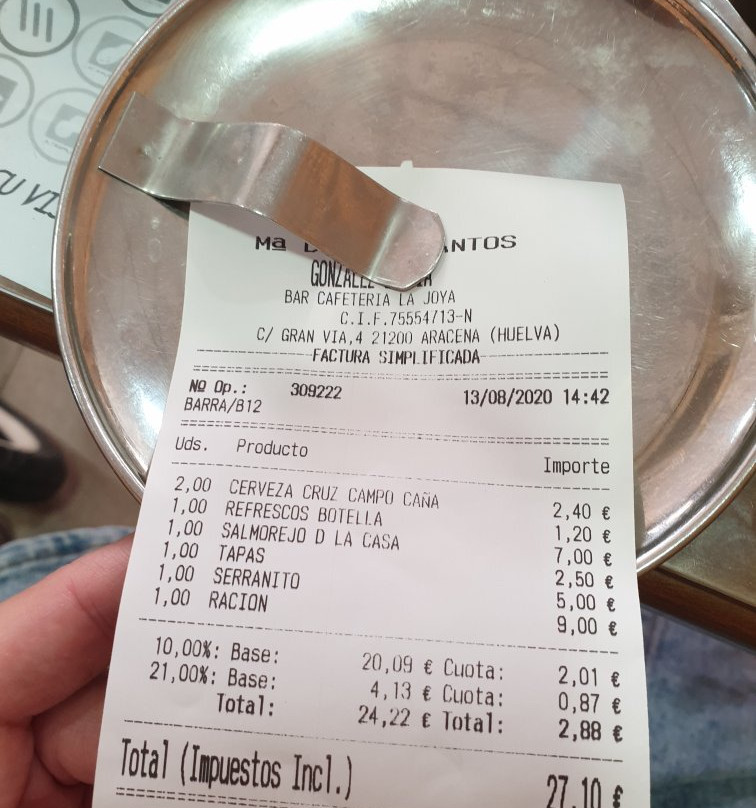 Mª NTOS
GONZALEZ
BAR CAFETERIA LA JOYA
C.I.F.75554713-N
C/ GRAN VIA,4 21200 ARACENA (HUELVA)
FACTURA SIMPLIFICADA
Nº Op.: 309222 13/08/2020 14:42
BARRA/B12
Uds. Producto Importe
2,00 CERVEZA CRUZ CAMPO CAÑA 2,40 €
1,00 REFRESCOS BOTELLA 1,20 €
1,00 SALMOREJO D LA CASA 7,00 €
1,00 TAPAS 2,50 €
1,00 SERRANITO 5,00 €
1,00 RACION 9,00 €
10,00%: Base: 20,09 € Cuota: 2,01 €
21,00%: Base: 4,13 € Cuota: 0,87 €
Total: 24,22 € Total: 2,88 €
Total (Impuestos Incl.) 27,10 €